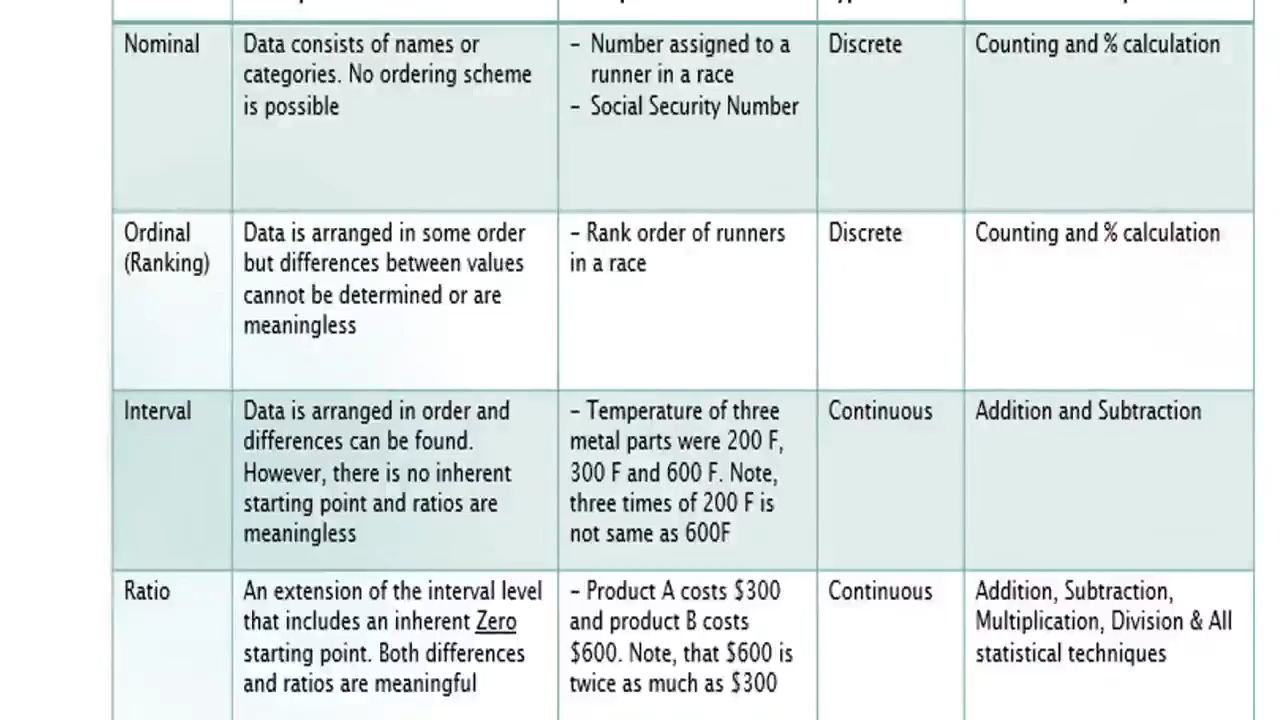 Nominal
Data consists of names or
categories. No ordering scheme
is possible
– Number assigned to a
runner in a race
– Social Security Number
Discrete
Counting and % calculation
Ordinal
(Ranking)
Data is arranged in some order
but differences between values
cannot be determined or are
meaningless
– Rank order of runners
in a race
Discrete
Counting and % calculation
Interval
Data is arranged in order and
differences can be found.
However, there is no inherent
starting point and ratios are
meaningless
– Temperature of three
metal parts were 200 F,
300 F and 600 F. Note,
three times of 200 F is
not same as 600F
Continuous
Addition and Subtraction
Ratio
An extension of the interval level
that includes an inherent Zero
starting point. Both differences
and ratios are meaningful
– Product A costs $300
and product B costs
$600. Note, that $600 is
twice as much as $300
Continuous
Addition, Subtraction,
Multiplication, Division & All
statistical techniques